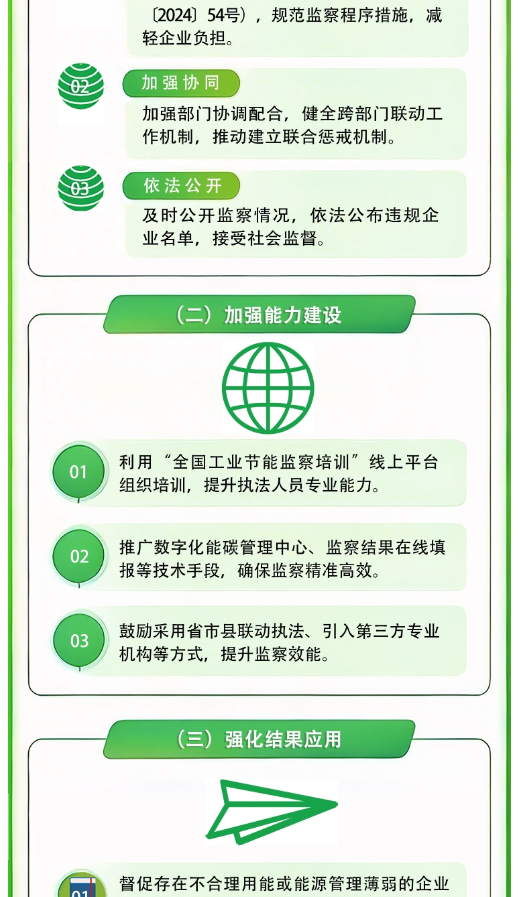 〔2024〕54号），规范监察程序措施，减
轻企业负担。
02
加强协同
加强部门协调配合，健全跨部门联动工
作机制，推动建立联合惩戒机制。
03
依法公开
及时公开监察情况，依法公布违规企
业名单，接受社会监督。
（二）加强能力建设
01
利用“全国工业节能监察培训”线上平台
组织培训，提升执法人员专业能力。
02
推广数字化能碳管理中心、监察结果在线填
报等技术手段，确保监察精准高效。
03
鼓励采用省市县联动执法、引入第三方专业
机构等方式，提升监察效能。
（三）强化结果应用
01
督促存在不合理用能或能源管理薄弱的企业